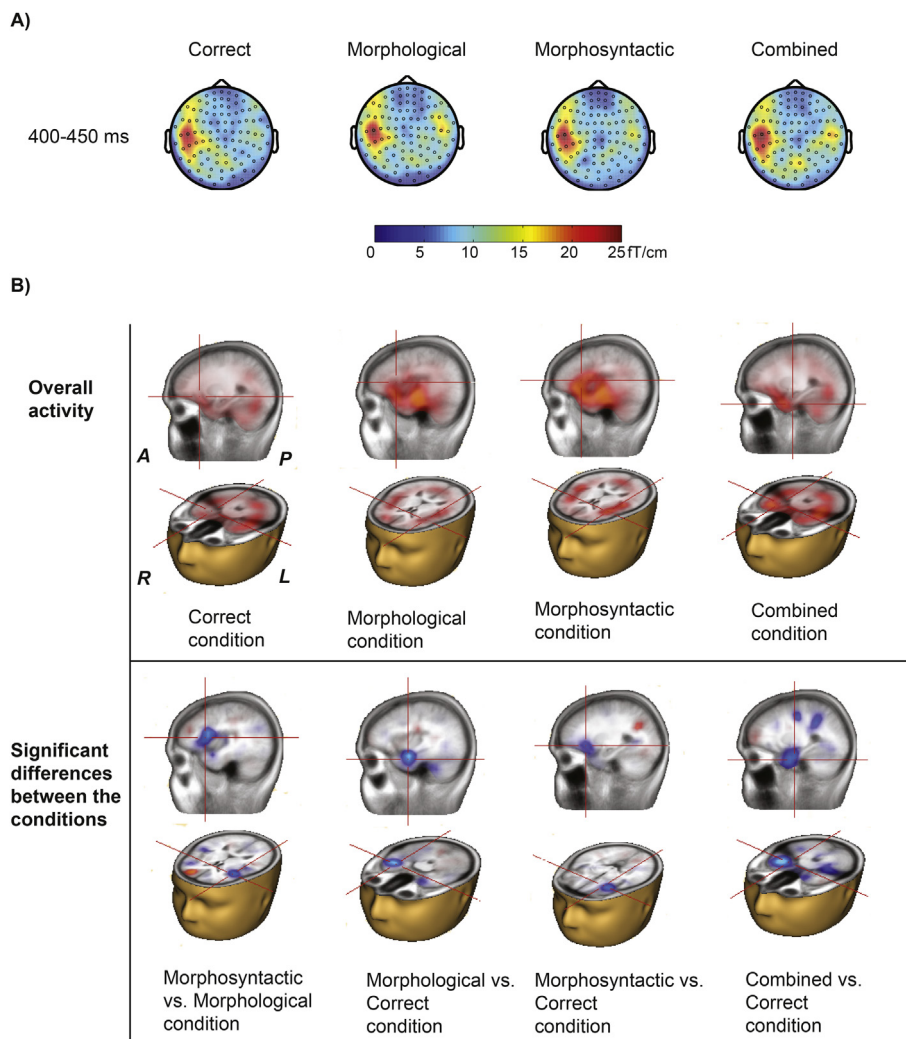 A)
Correct
Morphological
Morphosyntactic
Combined
400-450 ms
0 5 10 15 20 25 fT/cm
B)
Overall
activity
A
P
R
L
Correct
condition
Morphological
condition
Morphosyntactic
condition
Combined
condition
Significant
differences
between the
conditions
Morphosyntactic
vs. Morphological
condition
Morphological vs.
Correct
condition
Morphosyntactic vs.
Correct
condition
Combined vs.
Correct
condition